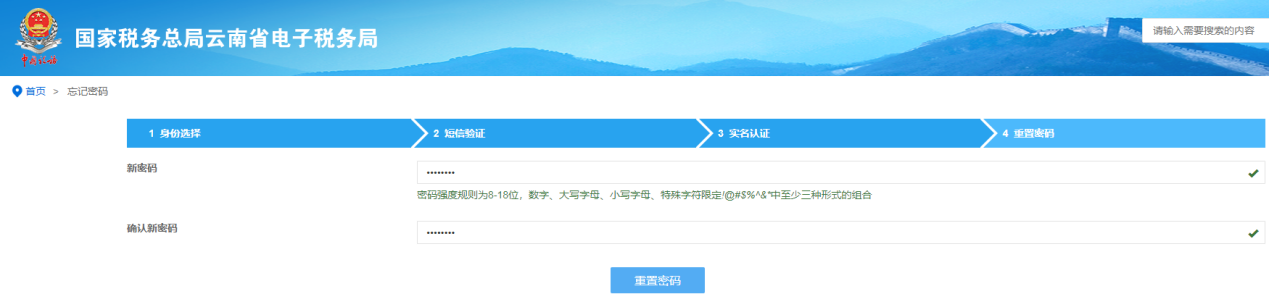 国家税务总局云南省电子税务局
请输入需要搜索的内容
中国税务
首页 > 忘记密码
1 身份选择
2 短信验证
3 实名认证
4 重置密码
新密码
••••••••
密码强度规则为8-18位，数字、大写字母、小写字母、特殊字符限定!@#$%^&*中至少三种形式的组合
确认新密码
••••••••
重置密码